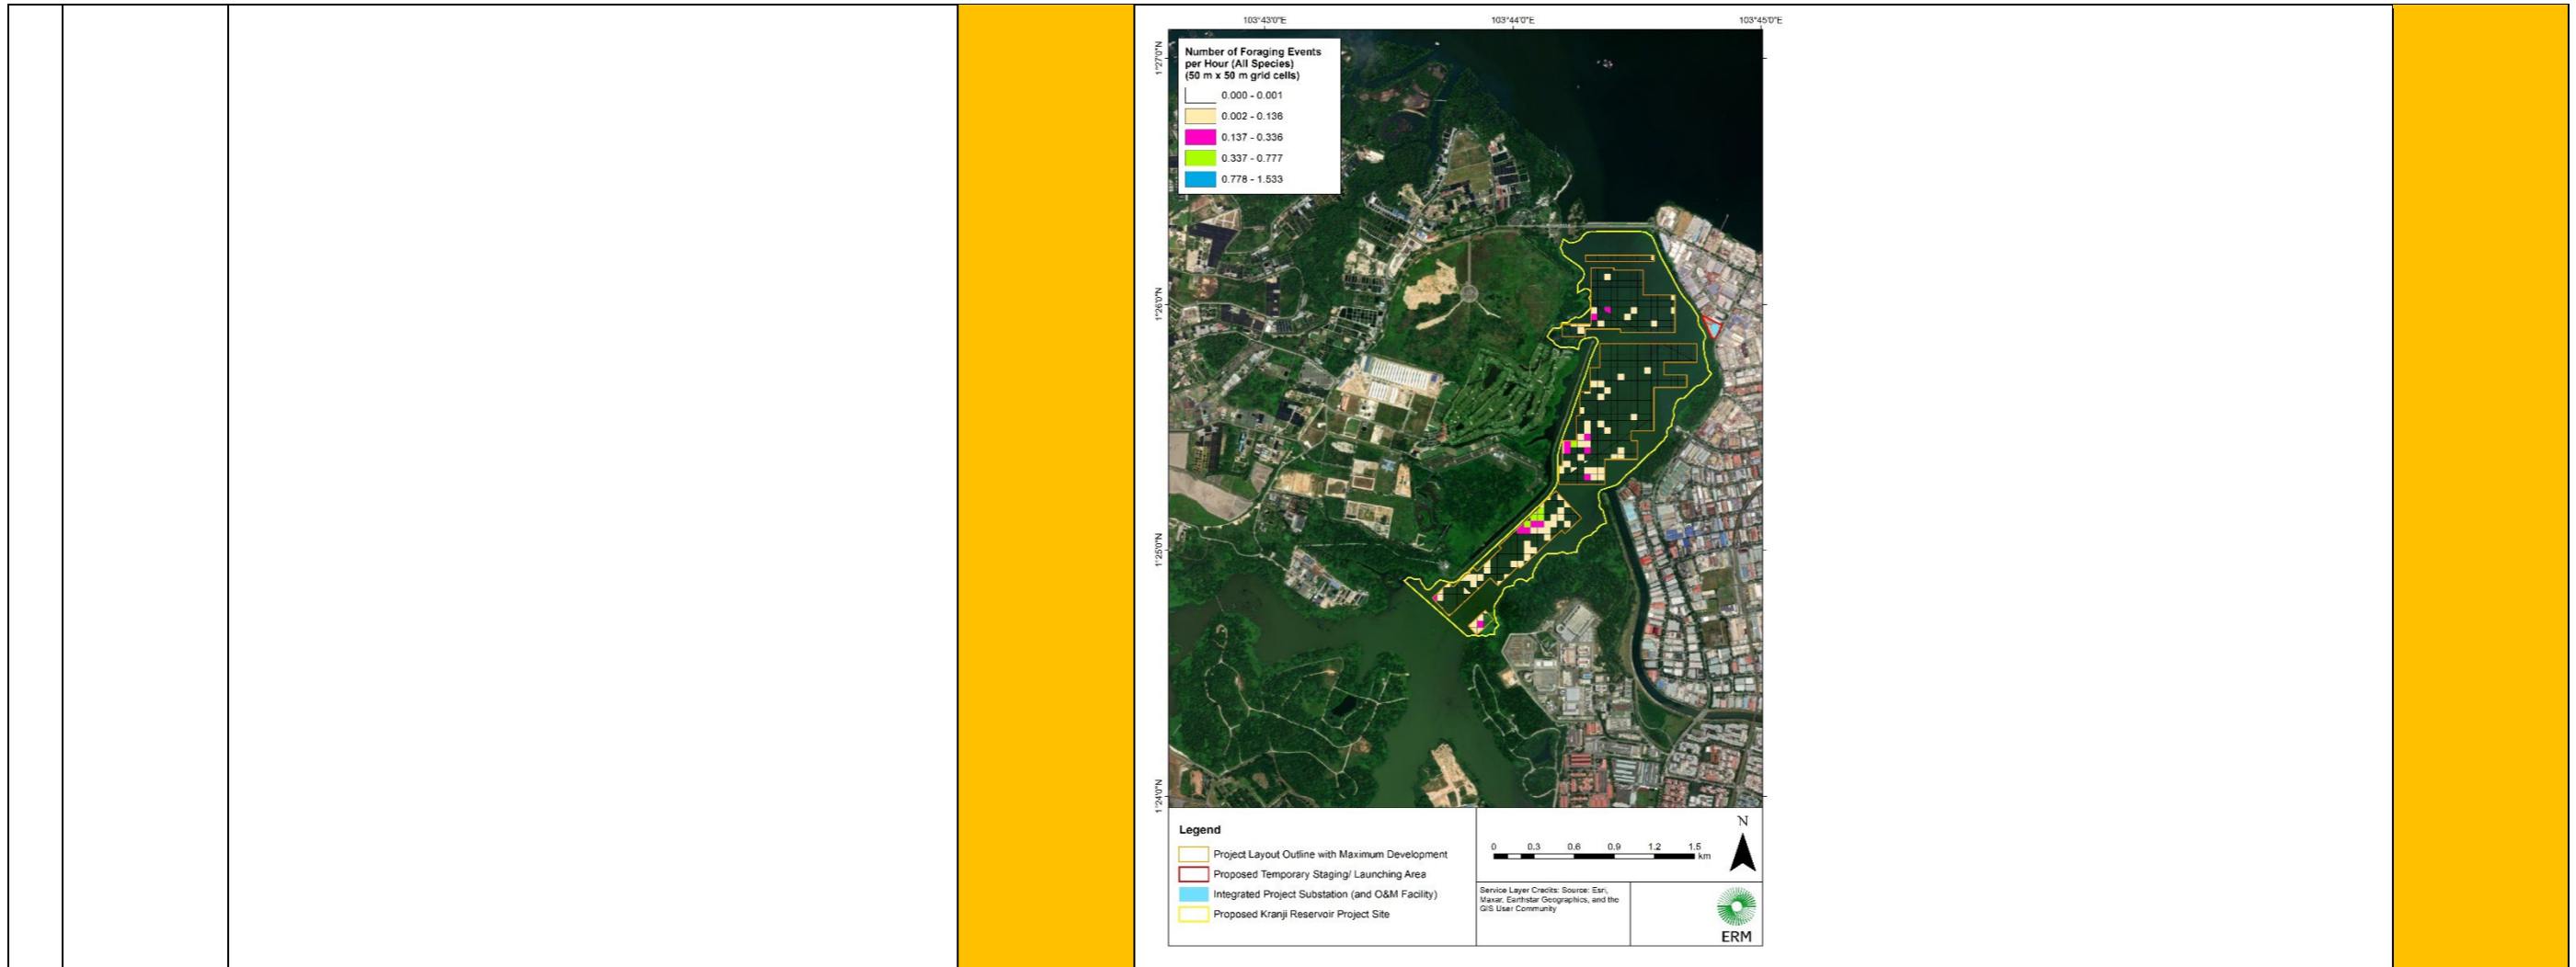 103°43'0"E
103°44'0"E
103°45'0"E
1°27'0"N
1°26'0"N
1°25'0"N
1°24'0"N
Number of Foraging Events
per Hour (All Species)
(50 m x 50 m grid cells)
0.000 - 0.001
0.002 - 0.136
0.137 - 0.336
0.337 - 0.777
0.778 - 1.533
Legend
Project Layout Outline with Maximum Development
Proposed Temporary Staging/ Launching Area
Integrated Project Substation (and O&M Facility)
Proposed Kranji Reservoir Project Site
0 0.3 0.6 0.9 1.2 1.5
km
N
Service Layer Credits: Source: Esri,
Maxar, Earthstar Geographics, and the
GIS User Community
ERM